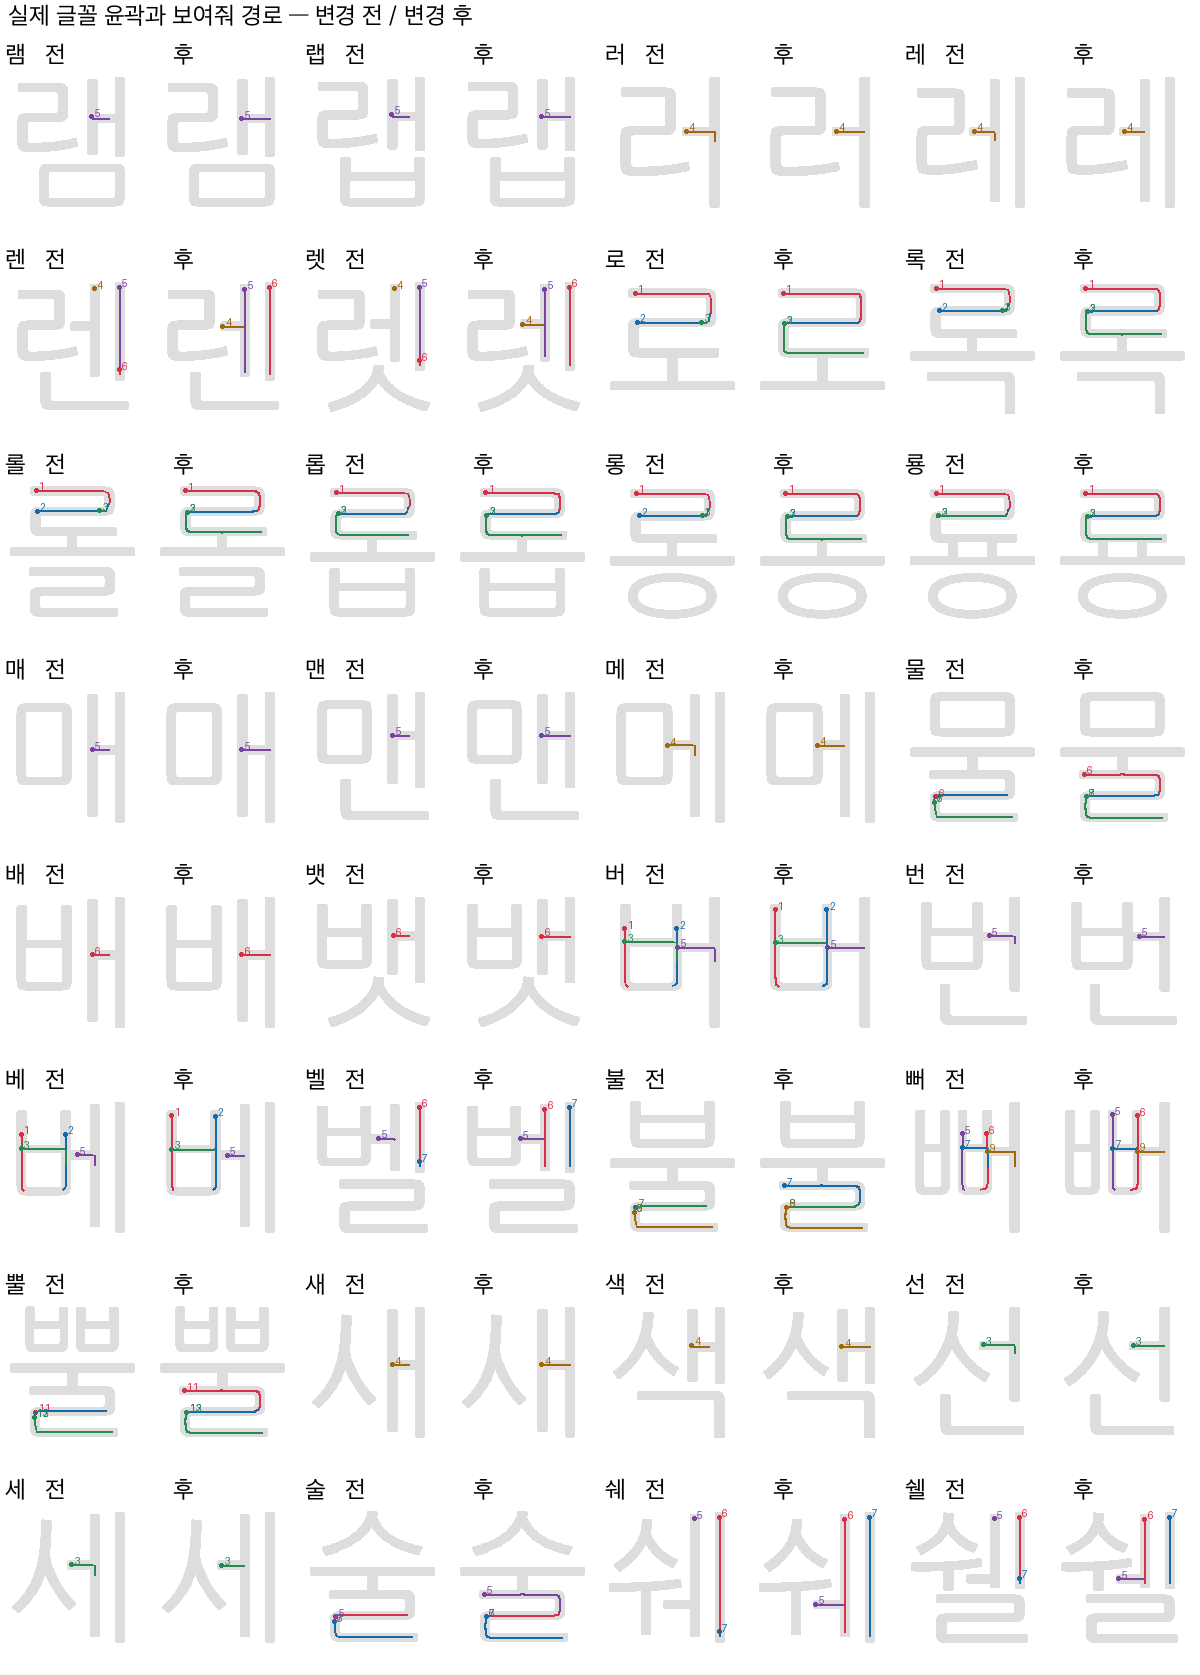 실제 글꼴 윤곽과 보여줘 경로 — 변경 전 / 변경 후
램 전 후 랩 전 후 러 전 후 레 전 후
렌 전 후 렛 전 후 로 전 후 록 전 후
롤 전 후 롭 전 후 롱 전 후 룡 전 후
매 전 후 맨 전 후 메 전 후 물 전 후
배 전 후 뱃 전 후 버 전 후 번 전 후
베 전 후 벨 전 후 불 전 후 뻐 전 후
뿔 전 후 새 전 후 색 전 후 선 전 후
세 전 후 술 전 후 쉐 전 후 쉘 전 후